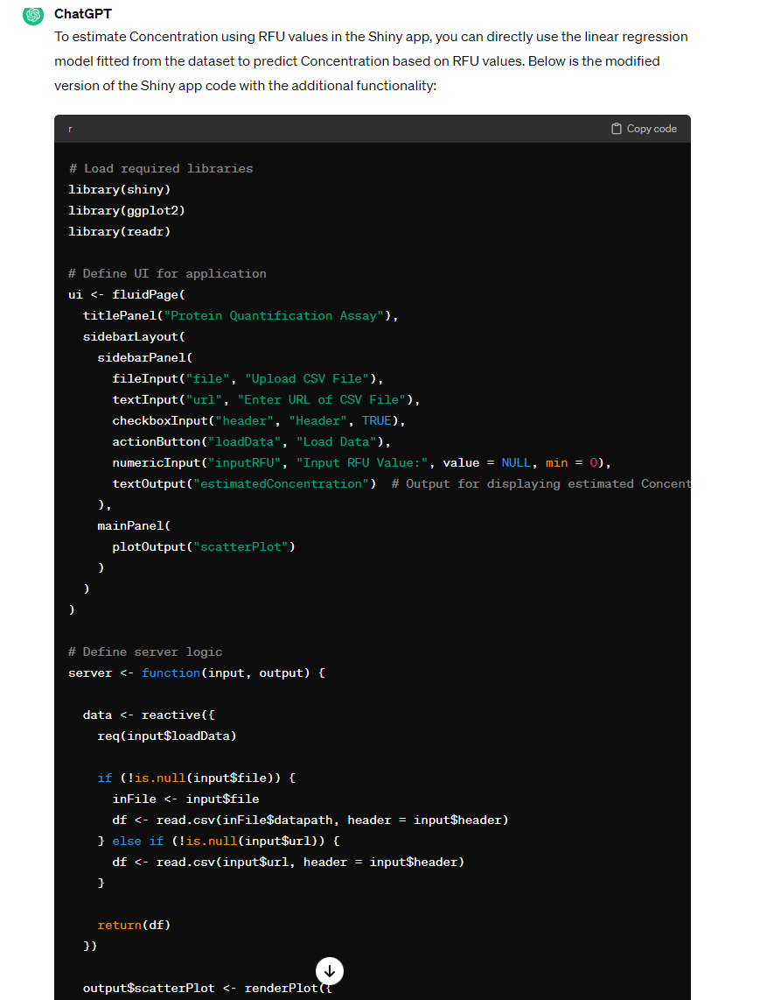 ChatGPT
To estimate Concentration using RFU values in the Shiny app, you can directly use the linear regression
model fitted from the dataset to predict Concentration based on RFU values. Below is the modified
version of the Shiny app code with the additional functionality:
r Copy code
# Load required libraries
library(shiny)
library(ggplot2)
library(readr)
# Define UI for application
ui <- fluidPage(
  titlePanel("Protein Quantification Assay"),
  sidebarLayout(
    sidebarPanel(
      fileInput("file", "Upload CSV File"),
      textInput("url", "Enter URL of CSV File"),
      checkboxInput("header", "Header", TRUE),
      actionButton("loadData", "Load Data"),
      numericInput("inputRFU", "Input RFU Value:", value = NULL, min = 0),
      textOutput("estimatedConcentration")  # Output for displaying estimated Concent
    ),
    mainPanel(
      plotOutput("scatterPlot")
    )
  )
)
# Define server logic
server <- function(input, output) {
  data <- reactive({
    req(input$loadData)
    if (!is.null(input$file)) {
      inFile <- input$file
      df <- read.csv(inFile$datapath, header = input$header)
    } else if (!is.null(input$url)) {
      df <- read.csv(input$url, header = input$header)
    }
    return(df)
  })
  output$scatterPlot <- renderPlot({